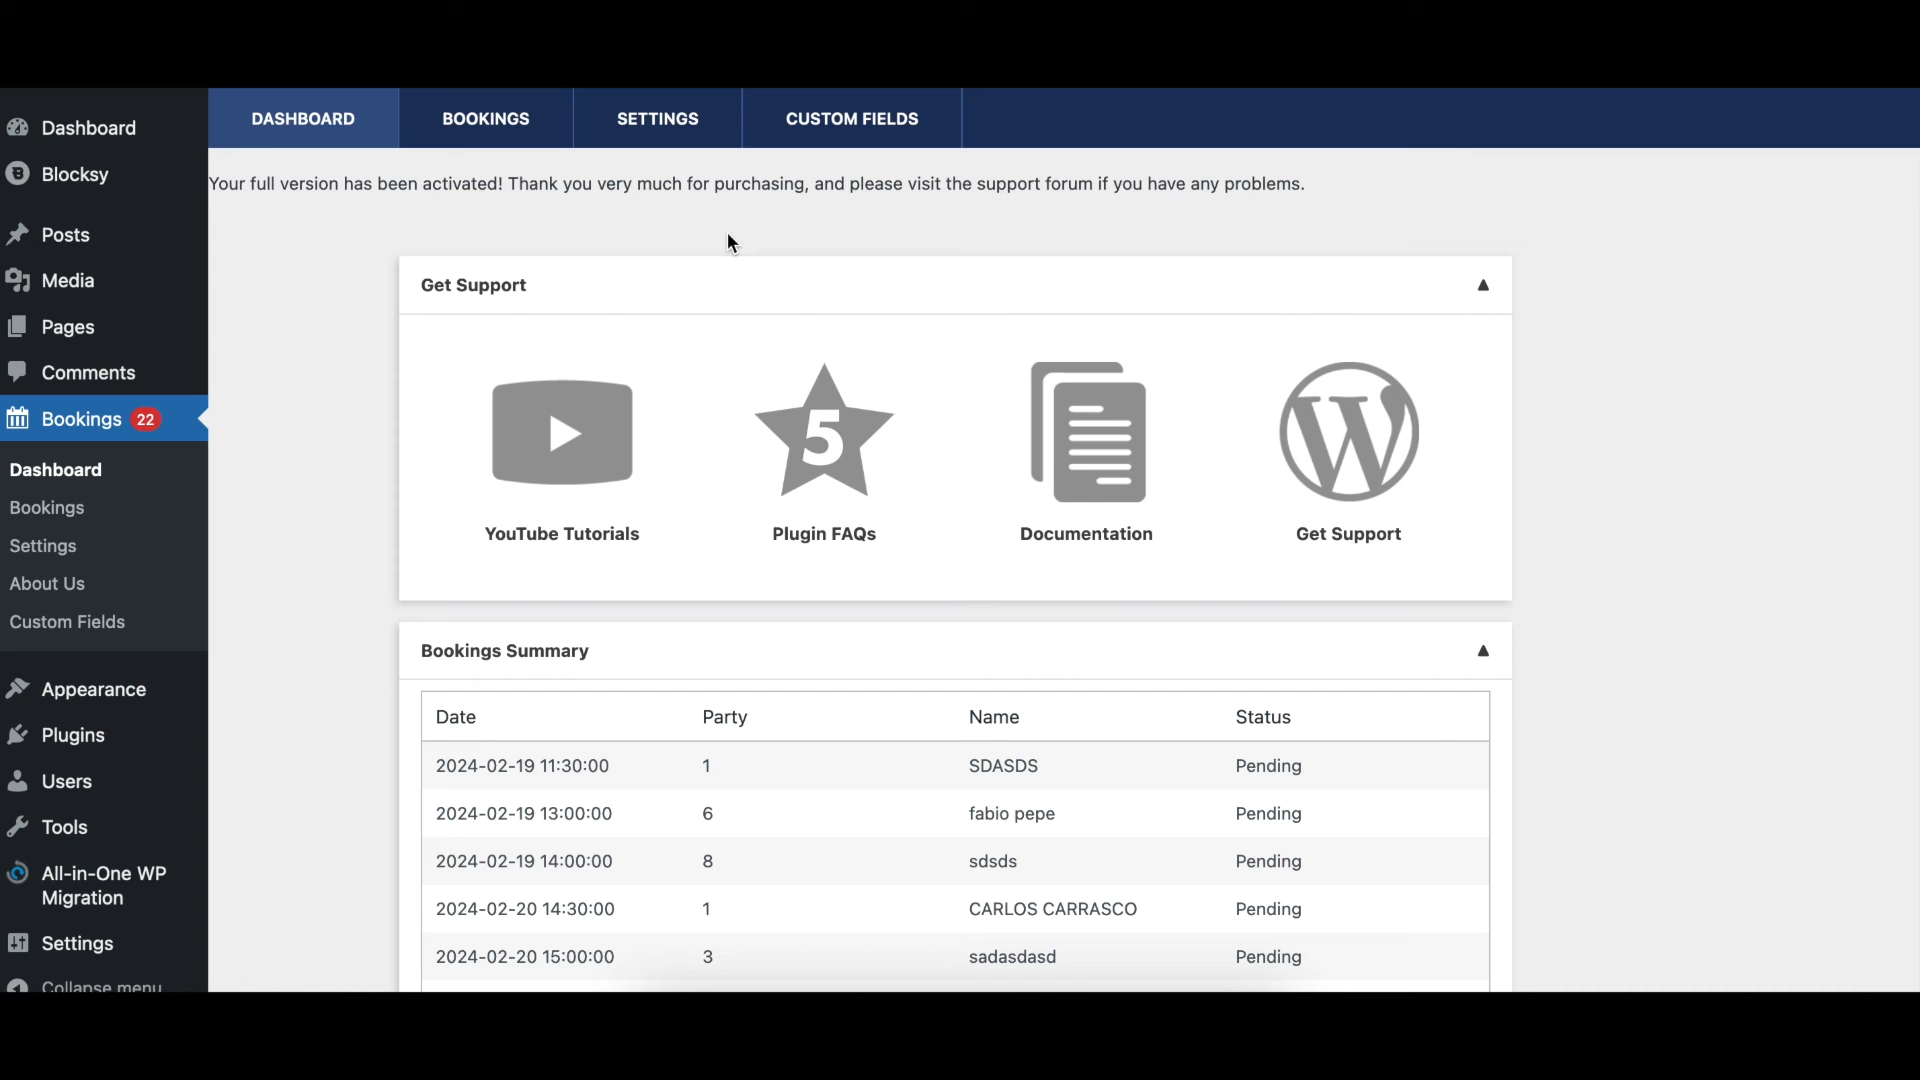 DASHBOARD BOOKINGS SETTINGS CUSTOM FIELDS
Dashboard
Blocksy
Posts
Media
Pages
Comments
Bookings 22
Dashboard
Bookings
Settings
About Us
Custom Fields
Appearance
Plugins
Users
Tools
All-in-One WP
Migration
Settings
Collapse menu
Your full version has been activated! Thank you very much for purchasing, and please visit the support forum if you have any problems.
Get Support
5
YouTube Tutorials Plugin FAQs Documentation Get Support
Bookings Summary
Date Party Name Status
2024-02-19 11:30:00 1 SDASDS Pending
2024-02-19 13:00:00 6 fabio pepe Pending
2024-02-19 14:00:00 8 sdsds Pending
2024-02-20 14:30:00 1 CARLOS CARRASCO Pending
2024-02-20 15:00:00 3 sadasdasd Pending